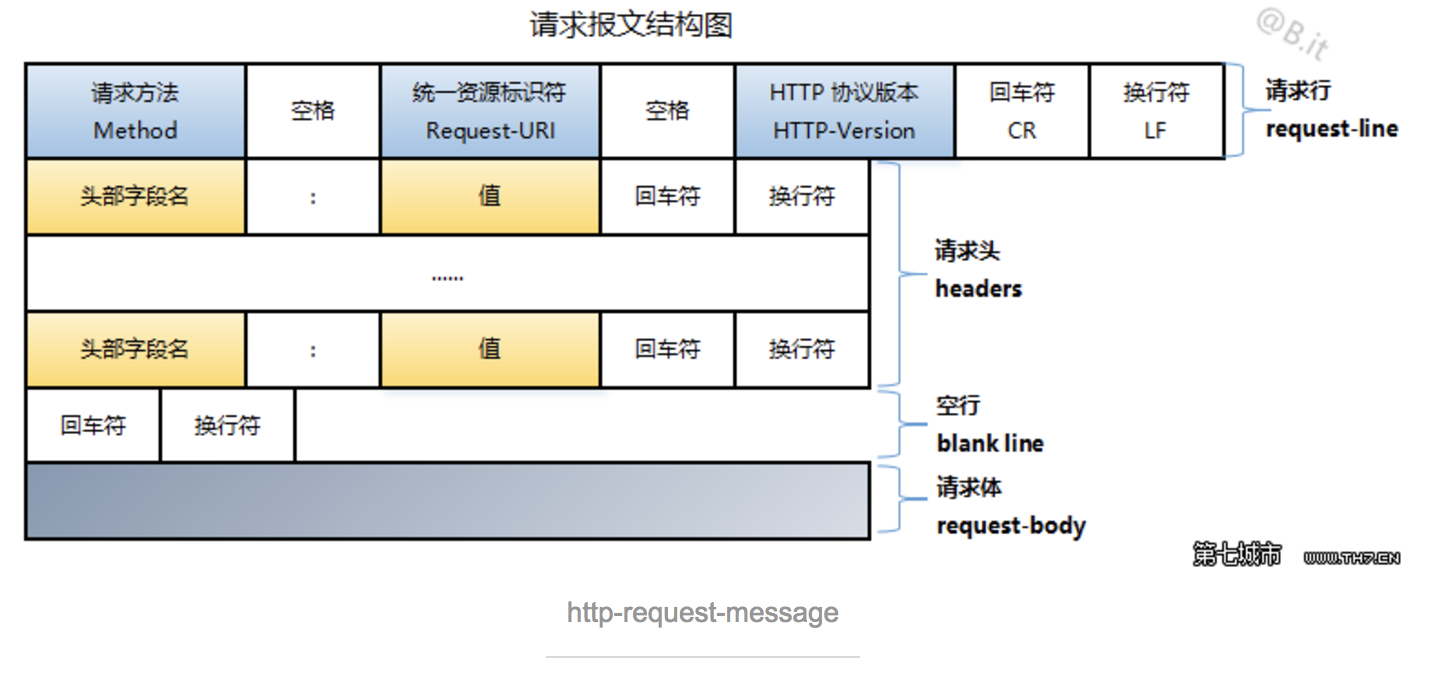 请求报文结构图
@B.it
请求方法 空格 统一资源标识符 空格 HTTP 协议版本 回车符 换行符 请求行
Method Request-URI HTTP-Version CR LF request-line
头部字段名 : 值 回车符 换行符
请求头
......
headers
头部字段名 : 值 回车符 换行符
空行
回车符 换行符
blank line
请求体
request-body
第七城市 WWW.TH7.CN
http-request-message